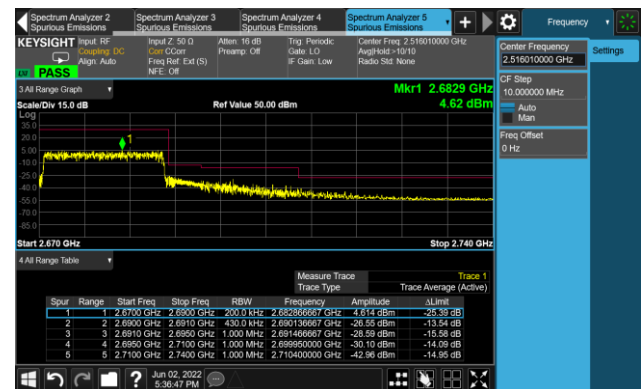 Spectrum Analyzer 2
Spurious Emissions
Spectrum Analyzer 3
Spurious Emissions
Spectrum Analyzer 4
Spurious Emissions
Spectrum Analyzer 5
Spurious Emissions
+
Frequency
KEYSIGHT
Input: RF
Coupling: DC
Align: Auto
Input Z: 50 Ω
Corr CCorr
Freq Ref: Ext (S)
NFE: Off
Atten: 16 dB
Preamp: Off
Trig: Periodic
Gate: LO
IF Gain: Low
Center Freq: 2.516010000 GHz
Avg|Hold:>10/10
Radio Std: None
PASS
Center Frequency
2.516010000 GHz
Settings
CF Step
10.000000 MHz
Auto
Man
Freq Offset
0 Hz
3 All Range Graph
Mkr1 2.6829 GHz
Scale/Div 15.0 dB
Ref Value 50.00 dBm
4.62 dBm
Log
35.0
20.0
5.00
-10.0
-25.0
-40.0
-55.0
-70.0
-85.0
1
Start 2.670 GHz
Stop 2.740 GHz
4 All Range Table
Measure Trace Trace 1
Trace Type Trace Average (Active)
Spur Range Start Freq Stop Freq RBW Frequency Amplitude ΔLimit
1 1 2.6700 GHz 2.6900 GHz 200.0 kHz 2.682866667 GHz 4.614 dBm -25.39 dB
2 2 2.6900 GHz 2.6910 GHz 430.0 kHz 2.690136667 GHz -26.55 dBm -13.54 dB
3 3 2.6910 GHz 2.6950 GHz 1.000 MHz 2.691466667 GHz -28.59 dBm -15.58 dB
4 4 2.6950 GHz 2.7100 GHz 1.000 MHz 2.699950000 GHz -30.10 dBm -14.09 dB
5 5 2.7100 GHz 2.7400 GHz 1.000 MHz 2.710400000 GHz -42.96 dBm -14.95 dB
?
Jun 02, 2022
5:36:47 PM